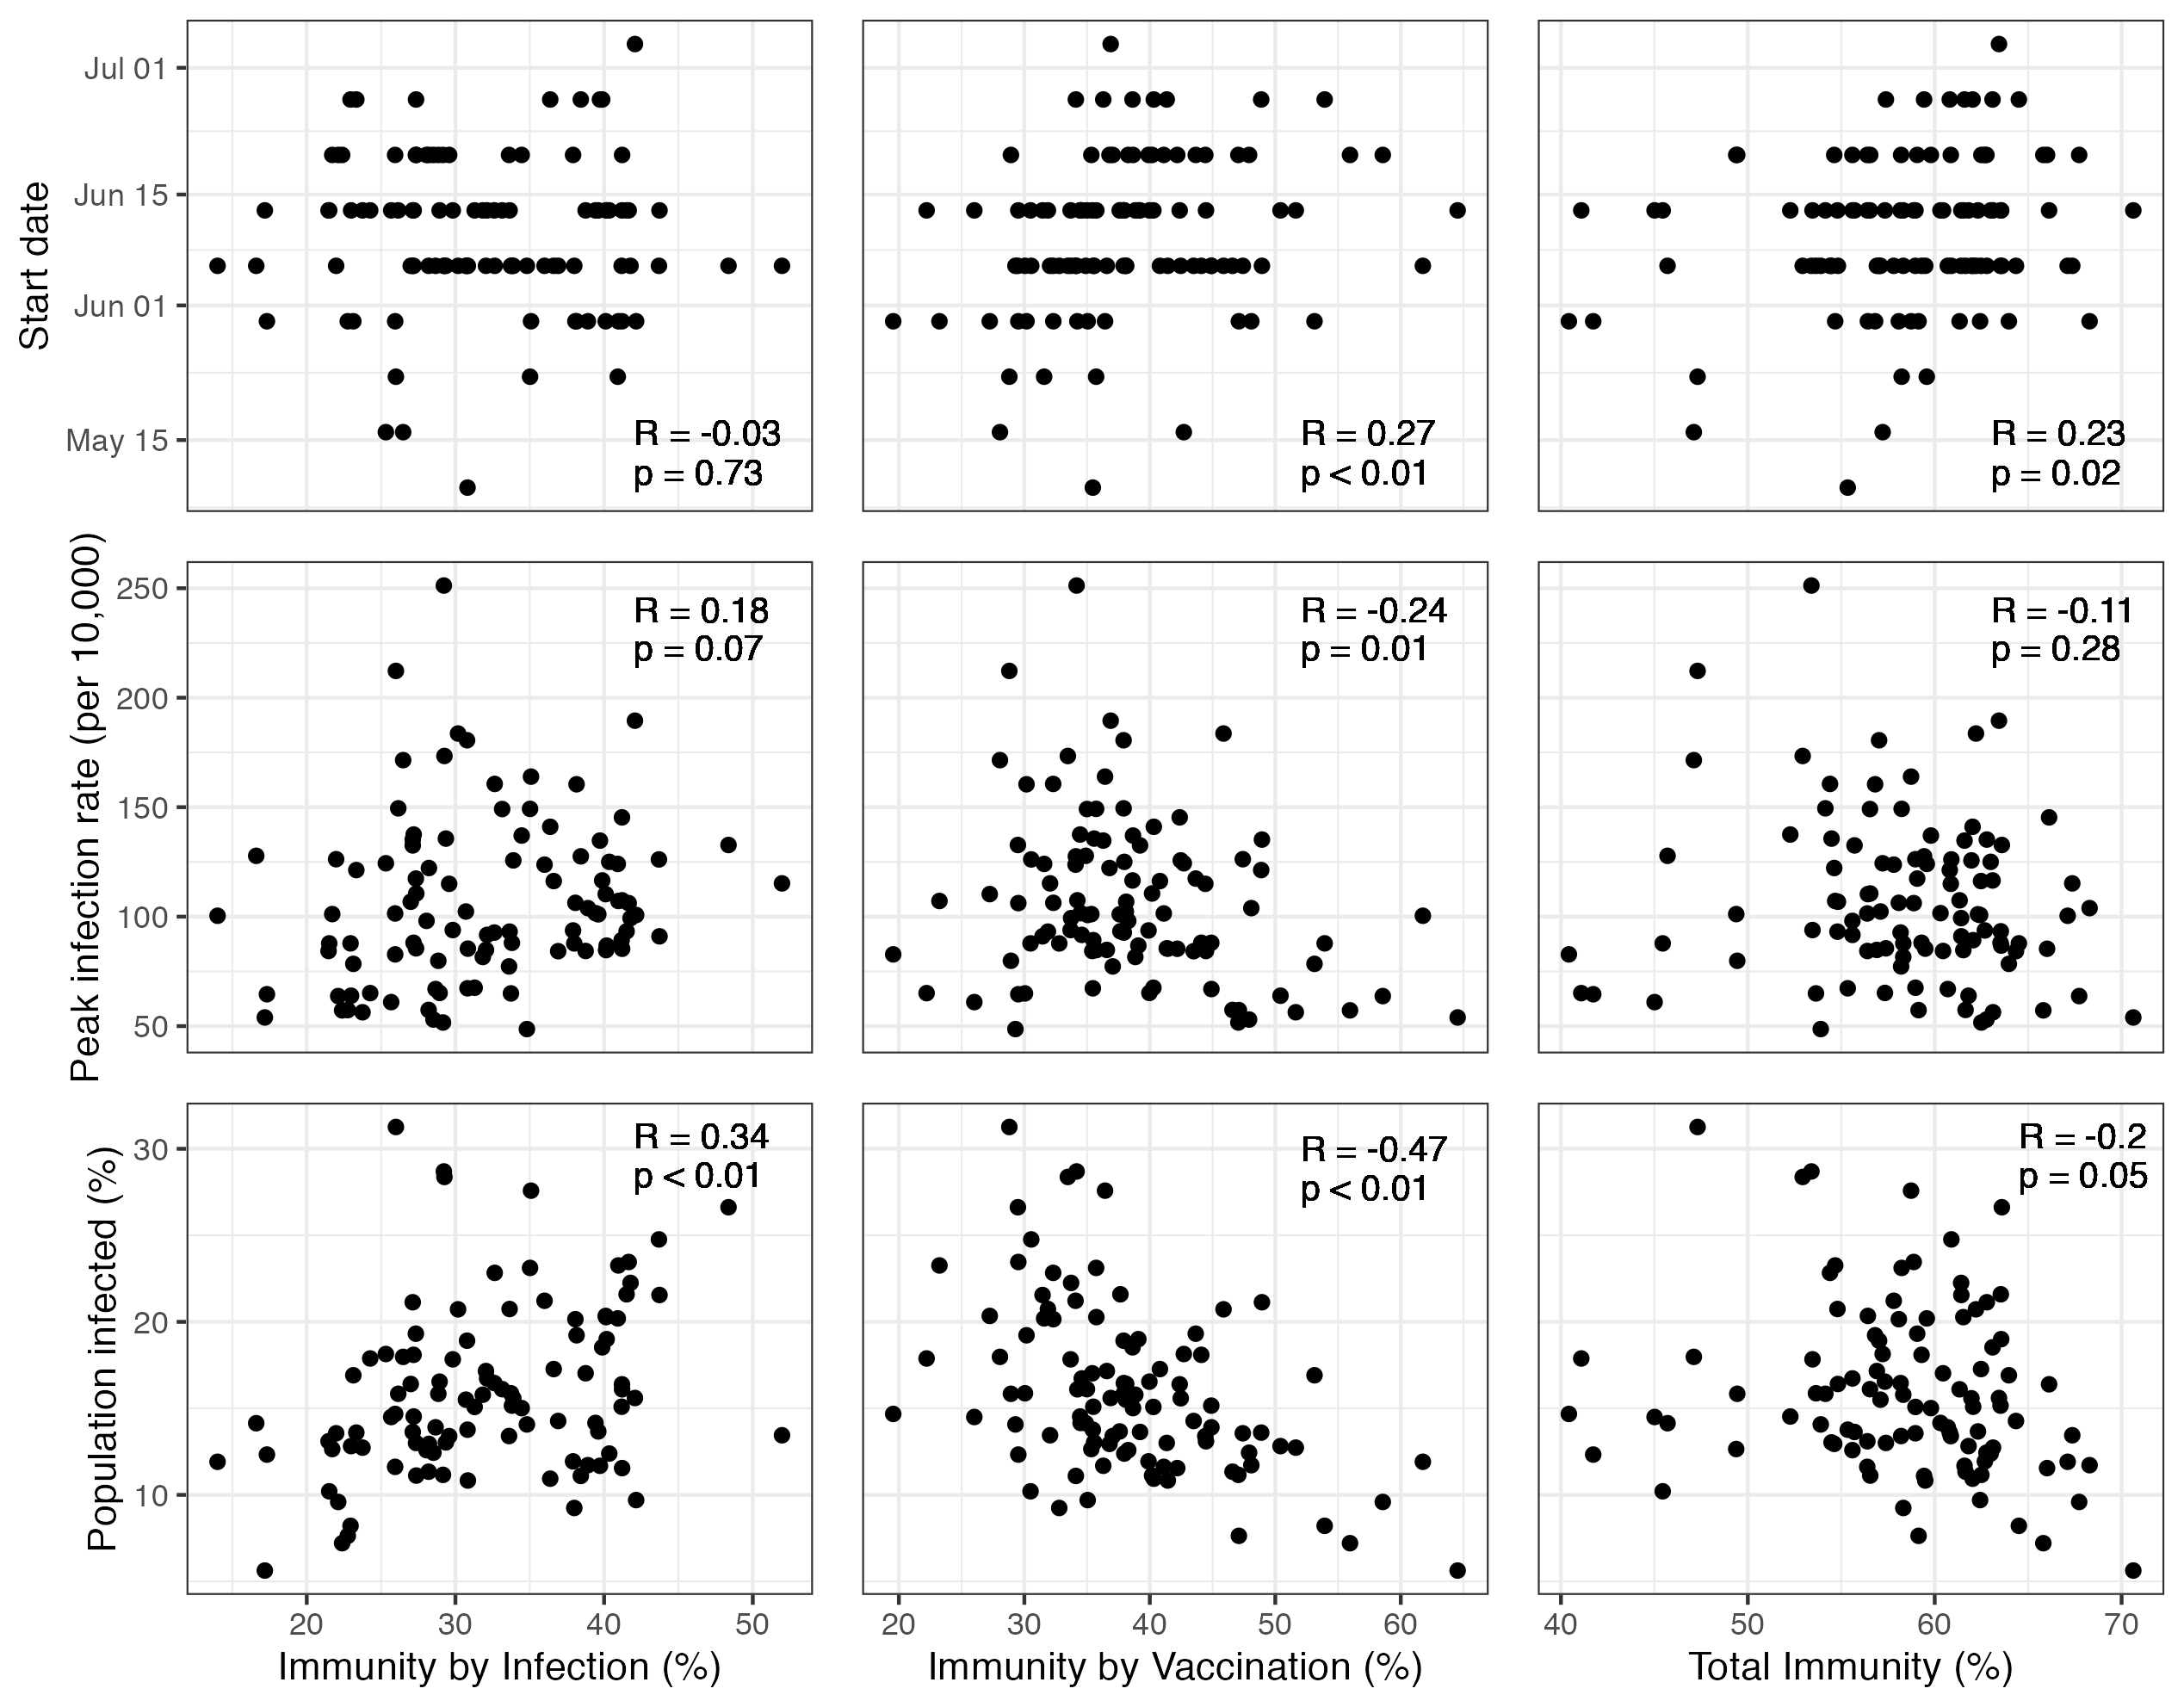 Start date
Jul 01
Jun 15
Jun 01
May 15
R = -0.03
p = 0.73
R = 0.27
p < 0.01
R = 0.23
p = 0.02
Peak infection rate (per 10,000)
250
200
150
100
50
R = 0.18
p = 0.07
R = -0.24
p = 0.01
R = -0.11
p = 0.28
Population infected (%)
30
20
10
R = 0.34
p < 0.01
R = -0.47
p < 0.01
R = -0.2
p = 0.05
20 30 40 50
20 30 40 50 60
40 50 60 70
Immunity by Infection (%)
Immunity by Vaccination (%)
Total Immunity (%)